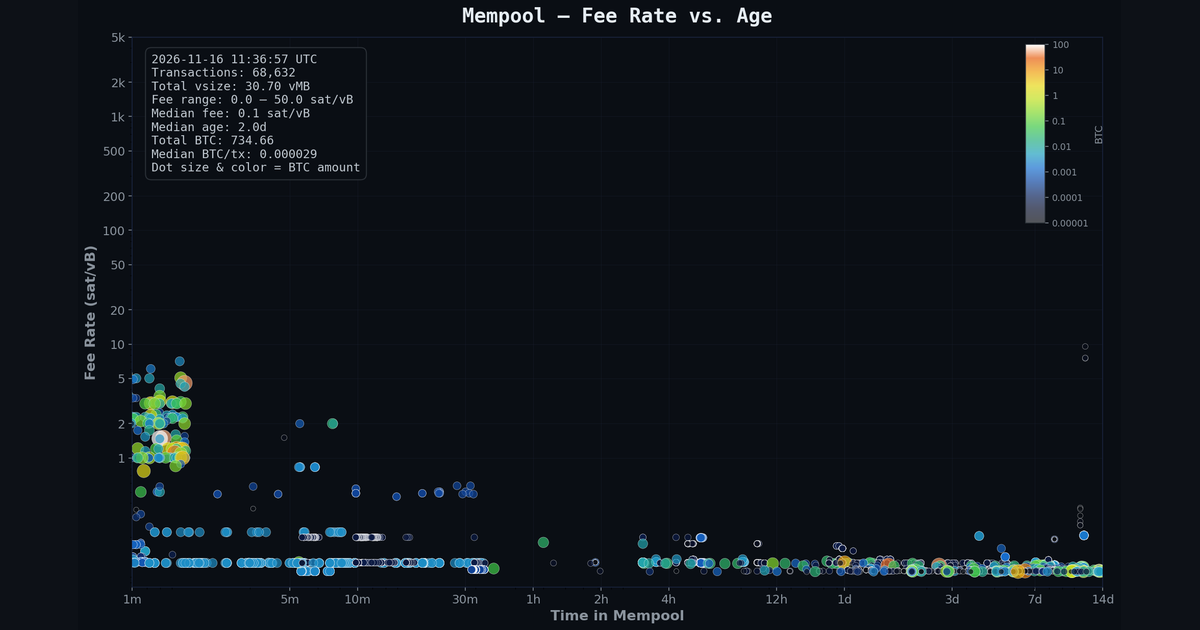 Mempool — Fee Rate vs. Age
2026-11-16 11:36:57 UTC
Transactions: 68,632
Total vsize: 30.70 vMB
Fee range: 0.0 – 50.0 sat/vB
Median fee: 0.1 sat/vB
Median age: 2.0d
Total BTC: 734.66
Median BTC/tx: 0.000029
Dot size & color = BTC amount
5k
2k
1k
500
200
100
50
20
10
5
2
1
Fee Rate (sat/vB)
100
10
1
0.1
0.01
0.001
0.0001
0.00001
BTC
1m 5m 10m 30m 1h 2h 4h 12h 1d 3d 7d 14d
Time in Mempool